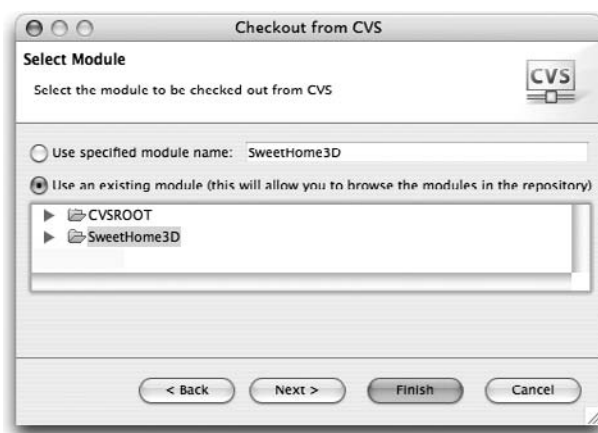 Checkout from CVS
Select Module
Select the module to be checked out from CVS
CVS
Use specified module name: SweetHome3D
Use an existing module (this will allow you to browse the modules in the repository)
CVSROOT
SweetHome3D
< Back Next > Finish Cancel